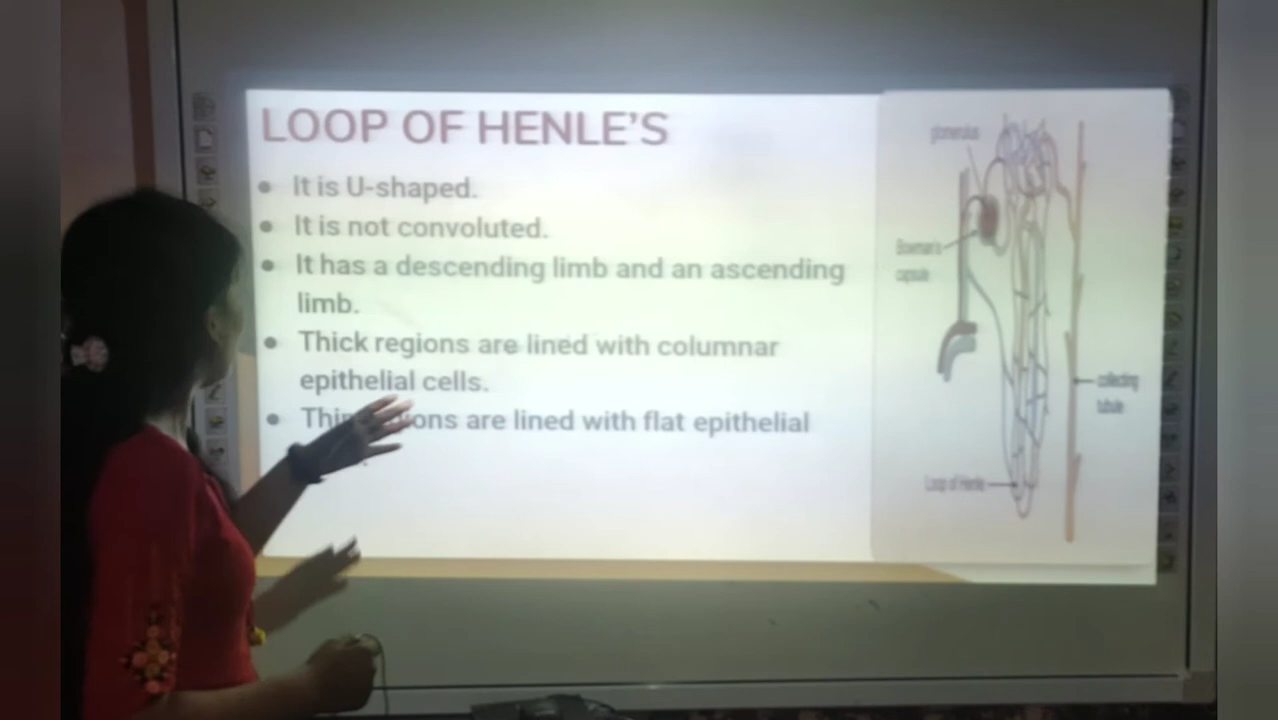 LOOP OF HENLE'S
• It is U-shaped.
• It is not convoluted.
• It has a descending limb and an ascending
limb.
• Thick regions are lined with columnar
epithelial cells.
• are lined with flat epithelial
glomerulus
Bowman's
capsule
collecting
tubule
Loop of Henle